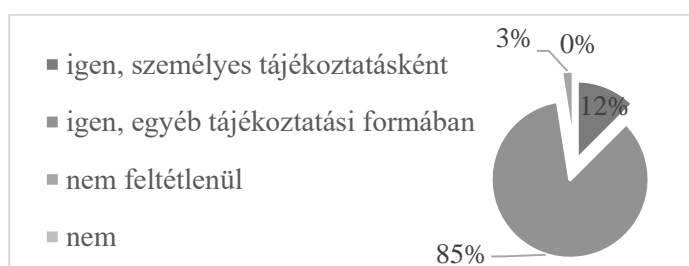 igen, személyes tájékoztatásként
igen, egyéb tájékoztatási formában
nem feltétlenül
nem
3%
0%
12%
85%